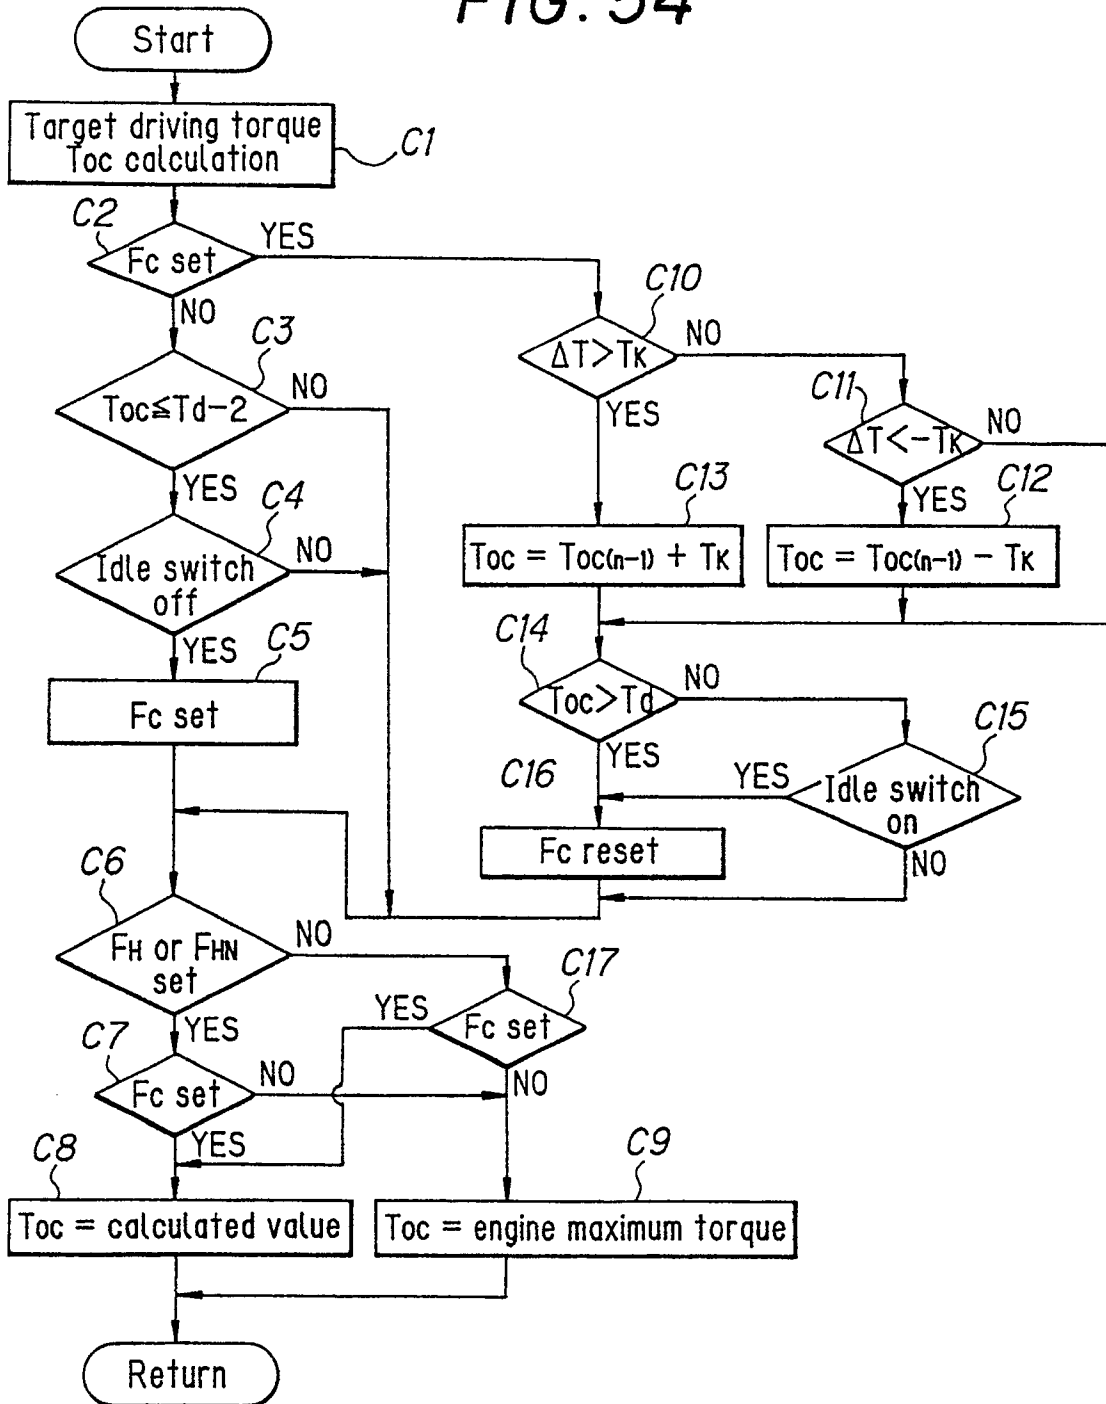 FIG. 54
Start
Target driving torque
Toc calculation
C1
C2
Fc set
YES
NO
C3
Toc≦Td-2
NO
YES
C4
Idle switch
off
NO
YES
C5
Fc set
C10
ΔT>TK
NO
YES
C11
ΔT<-TK
NO
YES
C13
Toc = Toc(n-1) + TK
C12
Toc = Toc(n-1) - TK
C14
Toc>Td
NO
YES
C15
Idle switch
on
YES
NO
C16
Fc reset
C6
FH or FHN
set
NO
YES
C17
Fc set
YES
NO
C7
Fc set
NO
YES
C8
Toc = calculated value
C9
Toc = engine maximum torque
Return